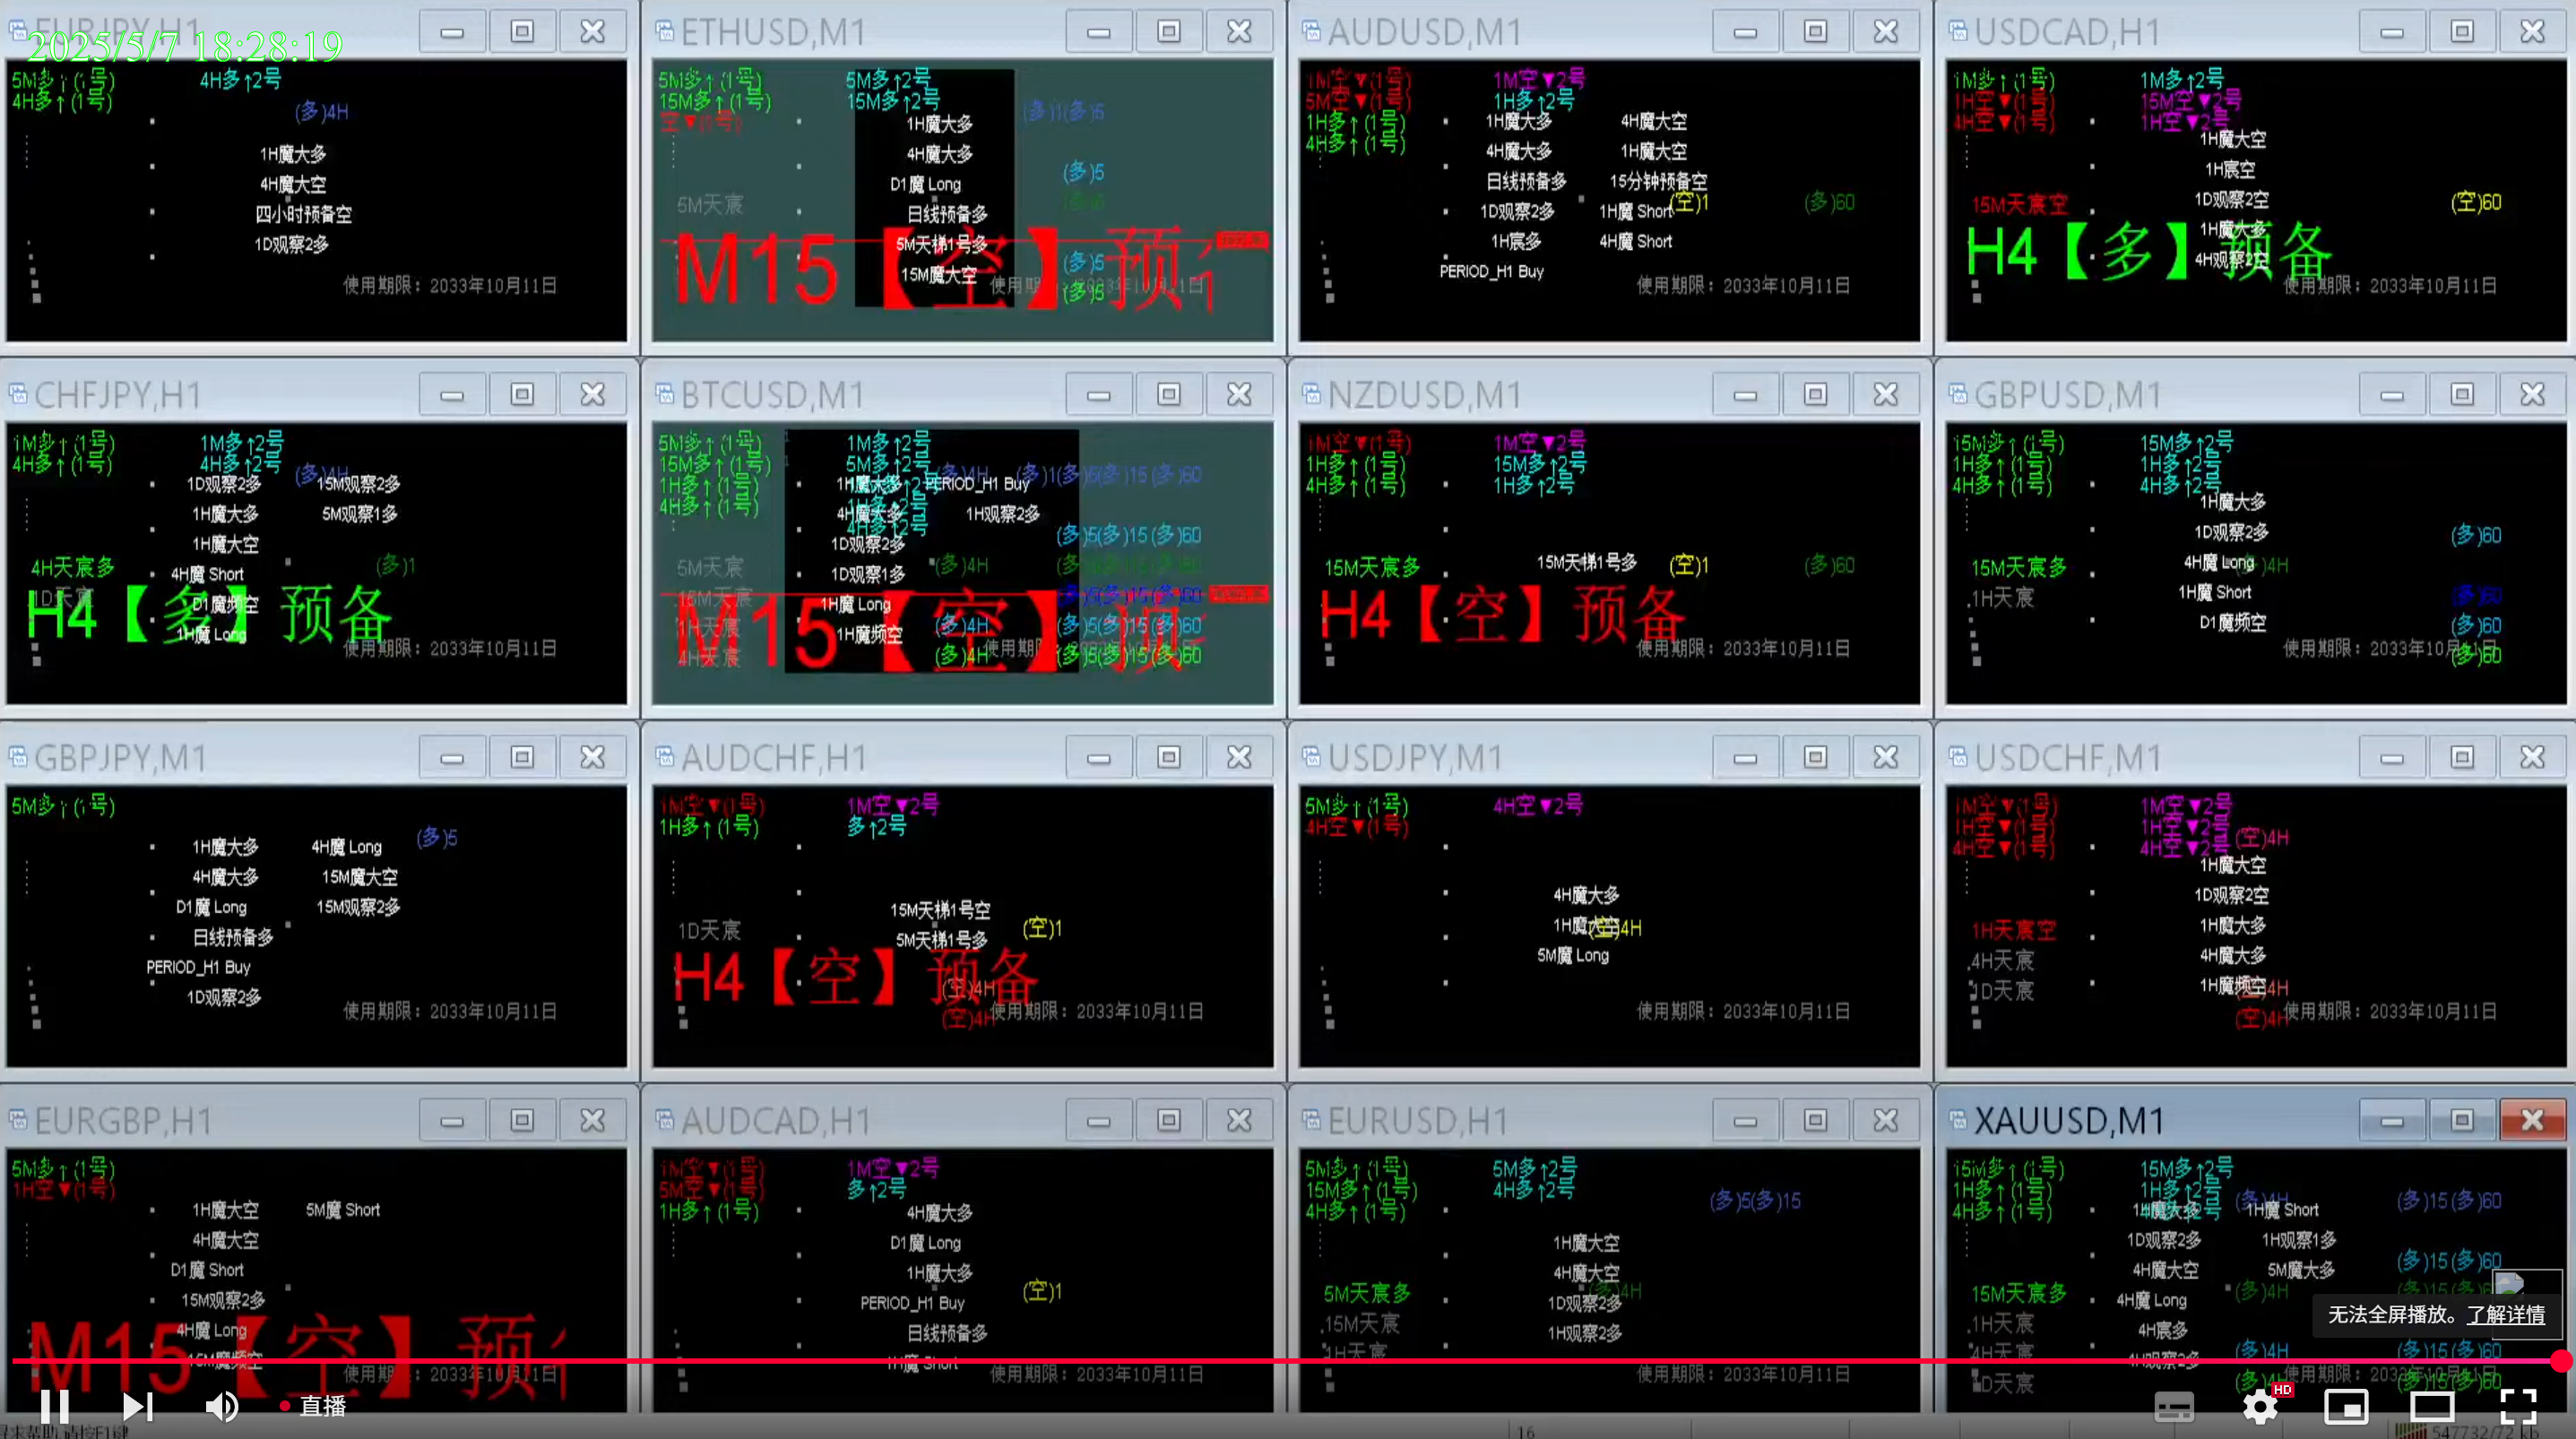 EURJPY,H1
2025/5/7 18:28:19
5M多↑(1号) 4H多↑2号
4H多↑(1号)
(多)4H
1H魔大多
4H魔大空
四小时预备空
1D观察2多
使用期限：2033年10月11日
ETHUSD,M1
5M多↑(1号) 5M多↑2号
15M多↑(1号) 15M多↑2号
空▼(1号)
(多)1(多)5
1H魔大多
4H魔大多
(多)5
D1魔 Long
5M天宸
日线预备多
5M天梯1号多
M15【空】预
(多)5
15M魔大空
(多)5
AUDUSD,M1
1M空▼(1号) 1M空▼2号
5M空▼(1号) 1H多↑2号
1H多↑(1号) 1H魔大多 4H魔大空
4H多↑(1号) 4H魔大多 1H魔大空
日线预备多 15分钟预备空
(空)1 (多)60
1D观察2多 1H魔 Short
1H宸多 4H魔 Short
PERIOD_H1 Buy
使用期限：2033年10月11日
USDCAD,H1
1M多↑(1号) 1M多↑2号
1H空▼(1号) 15M空▼2号
4H空▼(1号) 1H空▼2号
1H魔大空
1H宸空
15M天宸空 1D观察2空 (空)60
1H魔大多
H4【多】预备
4H观察2空
使用期限：2033年10月11日
CHFJPY,H1
1M多↑(1号) 1M多↑2号
4H多↑(1号) 4H多↑2号
(多)4H
1D观察2多 15M观察2多
1H魔大多 5M观察1多
1H魔大空
4H天宸多 (多)1
4H魔 Short
1D天宸 D1魔频空
H4【多】预备
1H魔 Long
使用期限：2033年10月11日
BTCUSD,M1
5M多↑(1号) 1M多↑2号
15M多↑(1号) 5M多↑2号
1H多↑(1号)
4H多↑(1号) 4H多↑2号
(多)4H (多)1(多)5(多)15(多)60
1H魔大多 PERIOD_H1 Buy
4H魔大多 1H观察2多
1D观察2多 (多)5(多)15(多)60
5M天宸 1D观察1多 (多)4H
15M天宸 1H魔 Long
1H天宸 1H魔频空 (多)4H (多)5(多)15(多)60
4H天宸 (多)4H (多)5(多)15(多)60
M15【空】预
NZDUSD,M1
1M空▼(1号) 1M空▼2号
1H多↑(1号) 15M多↑2号
4H多↑(1号) 1H多↑2号
15M天宸多 15M天梯1号多 (空)1 (多)60
H4【空】预备
使用期限：2033年10月11日
GBPUSD,M1
15M多↑(1号) 15M多↑2号
1H多↑(1号) 1H多↑2号
4H多↑(1号) 4H多↑2号
1H魔大多
1D观察2多 (多)60
15M天宸多 4H魔 Long
1H天宸 1H魔 Short (多)60
D1魔频空 (多)60
使用期限：2033年10月11日
(多)60
GBPJPY,M1
5M多↑(1号)
1H魔大多 4H魔 Long (多)5
4H魔大多 15M魔大空
D1魔 Long 15M观察2多
日线预备多
PERIOD_H1 Buy
1D观察2多
使用期限：2033年10月11日
AUDCHF,H1
1M空▼(1号) 1M空▼2号
1H多↑(1号) 多↑2号
15M天梯1号空
1D天宸 5M天梯1号多 (空)1
H4【空】预备
(空)4H
(空)4H
使用期限：2033年10月11日
USDJPY,M1
5M多↑(1号) 4H空▼2号
4H空▼(1号)
4H魔大多
1H魔大空 (空)4H
5M魔 Long
使用期限：2033年10月11日
USDCHF,M1
1M空▼(1号) 1M空▼2号
1H空▼(1号) 1H空▼2号
4H空▼(1号) 4H空▼2号
(空)4H
1H魔大空
1D观察2空
1H天宸空 1H魔大多
4H天宸 4H魔大多
1D天宸 1H魔频空 (空)4H
(空)4H
使用期限：2033年10月11日
EURGBP,H1
5M多↑(1号)
1H空▼(1号)
1H魔大空 5M魔 Short
4H魔大空
D1魔 Short
15M观察2多
4H魔 Long
M15【空】预
15M魔频空
使用期限：2033年10月11日
AUDCAD,H1
1M空▼(1号) 1M空▼2号
5M空▼(1号) 多↑2号
1H多↑(1号)
4H魔大多
D1魔 Long
1H魔大多
PERIOD_H1 Buy (空)1
日线预备多
1H魔 Short
使用期限：2033年10月11日
EURUSD,H1
5M多↑(1号) 5M多↑2号
15M多↑(1号) 4H多↑2号
4H多↑(1号)
(多)5(多)15
1H魔大空
4H魔大空
5M天宸多 (多)4H
1D观察2多
15M天宸 1H观察2多
1H天宸
使用期限：2033年10月11日
XAUUSD,M1
15M多↑(1号) 15M多↑2号
1H多↑(1号) 1H多↑2号
4H多↑(1号) 4H多↑2号
(多)4H (多)15(多)60
1H魔大多 1H魔 Short
1D观察2多 1H观察1多
4H魔大空 5M魔大多 (多)15(多)60
15M天宸多 4H魔 Long (多)4H
1H天宸 4H宸多
4H天宸 4H观察2多 (多)4H (多)15(多)60
1D天宸
无法全屏播放。了解详情
直播
HD
16
547732/72 kb